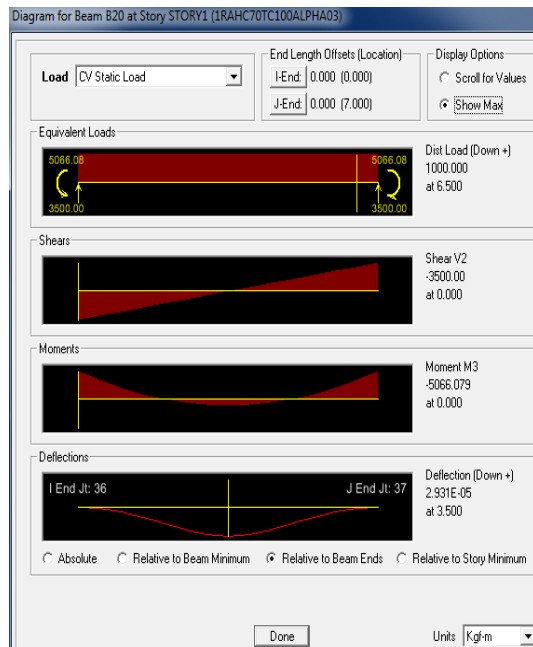 Diagram for Beam B20 at Story STORY1 (1RAHC70TC100ALPHA03)
Load CV Static Load
End Length Offsets (Location)
I-End: 0.000 (0.000)
J-End: 0.000 (7.000)
Display Options
Scroll for Values
Show Max
Equivalent Loads
5066.08 5066.08
3500.00 3500.00
Dist Load (Down +)
1000.000
at 6.500
Shears
Shear V2
-3500.00
at 0.000
Moments
Moment M3
-5066.079
at 0.000
Deflections
I End Jt: 36 J End Jt: 37
Deflection (Down +)
2.931E-05
at 3.500
Absolute Relative to Beam Minimum Relative to Beam Ends Relative to Story Minimum
Done Units Kgf-m